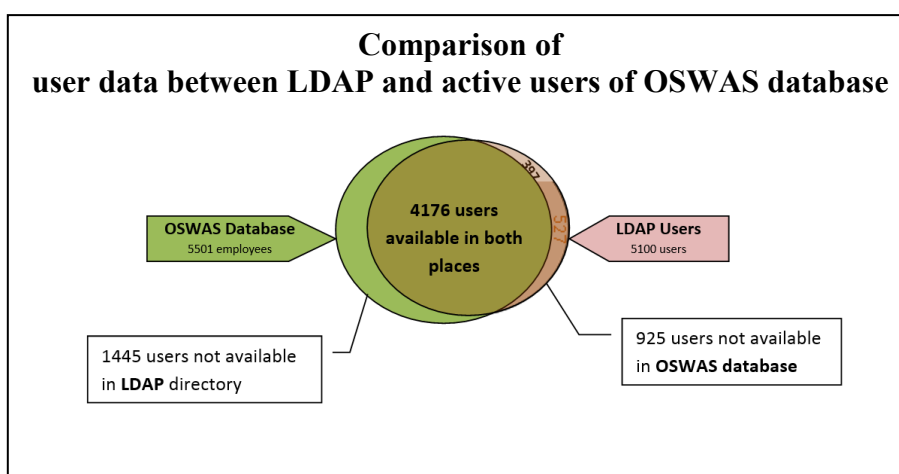 Comparison of
user data between LDAP and active users of OSWAS database
397
4176 users
available in both
places
527
OSWAS Database
5501 employees
LDAP Users
5100 users
1445 users not available
in LDAP directory
925 users not available
in OSWAS database